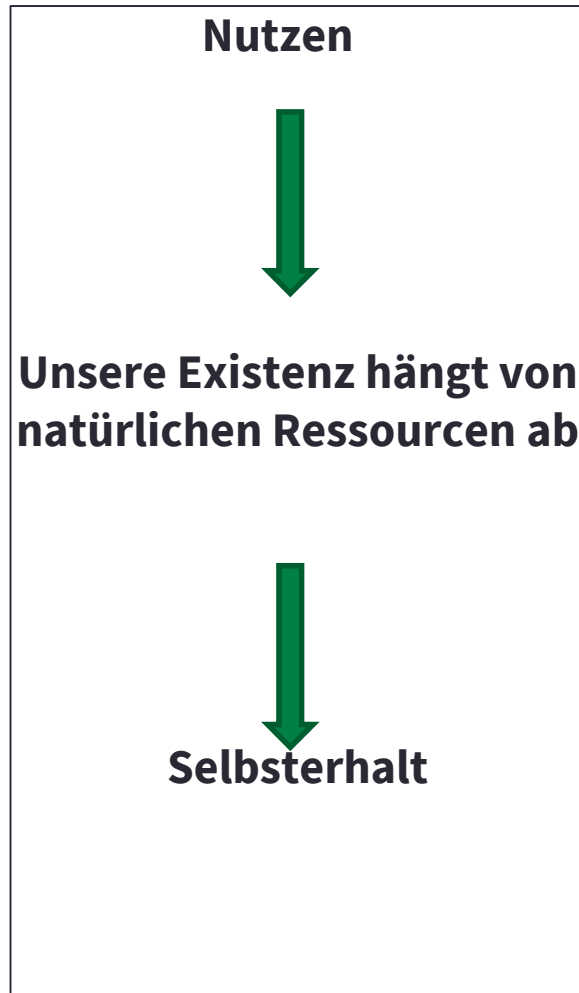 Nutzen
Unsere Existenz hängt von
natürlichen Ressourcen ab
Selbsterhalt